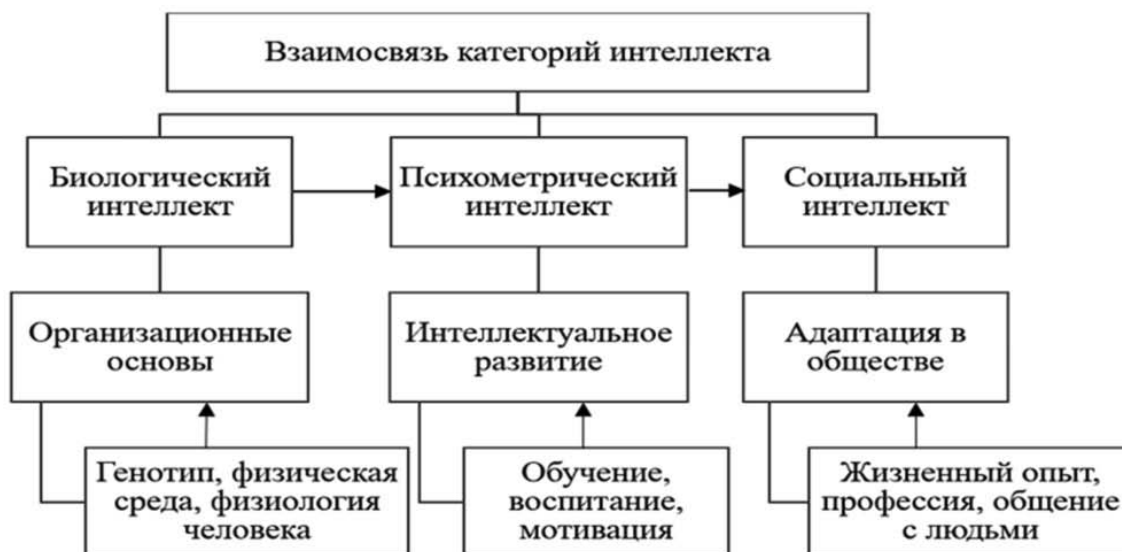 Взаимосвязь категорий интеллекта
Биологический
интеллект
Психометрический
интеллект
Социальный
интеллект
Организационные
основы
Интеллектуальное
развитие
Адаптация в
обществе
Генотип, физическая
среда, физиология
человека
Обучение,
воспитание,
мотивация
Жизненный опыт,
профессия, общение
с людьми